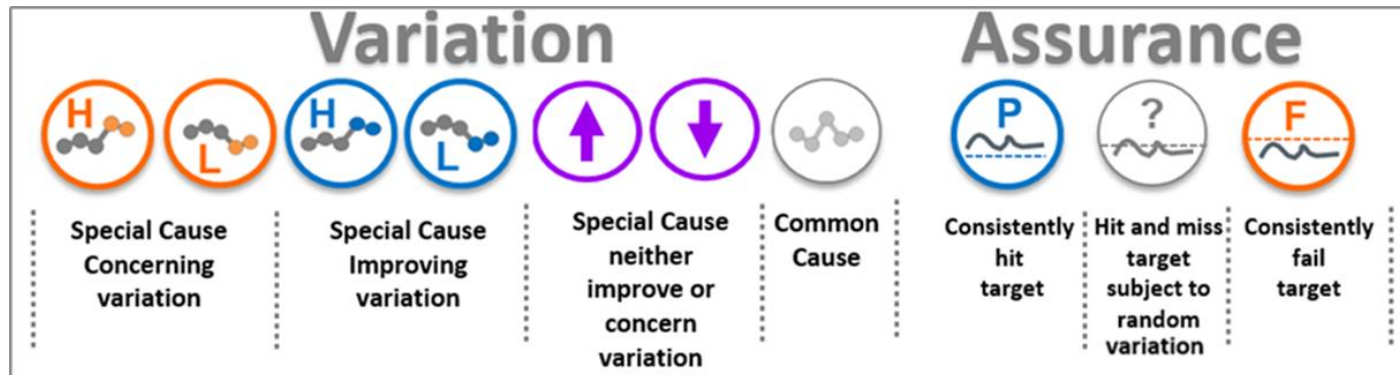 Variation
Assurance
H
L
H
L
P
?
F
Special Cause
Concerning
variation
Special Cause
Improving
variation
Special Cause
neither
improve or
concern
variation
Common
Cause
Consistently
hit
target
Hit and miss
target
subject to
random
variation
Consistently
fail
target